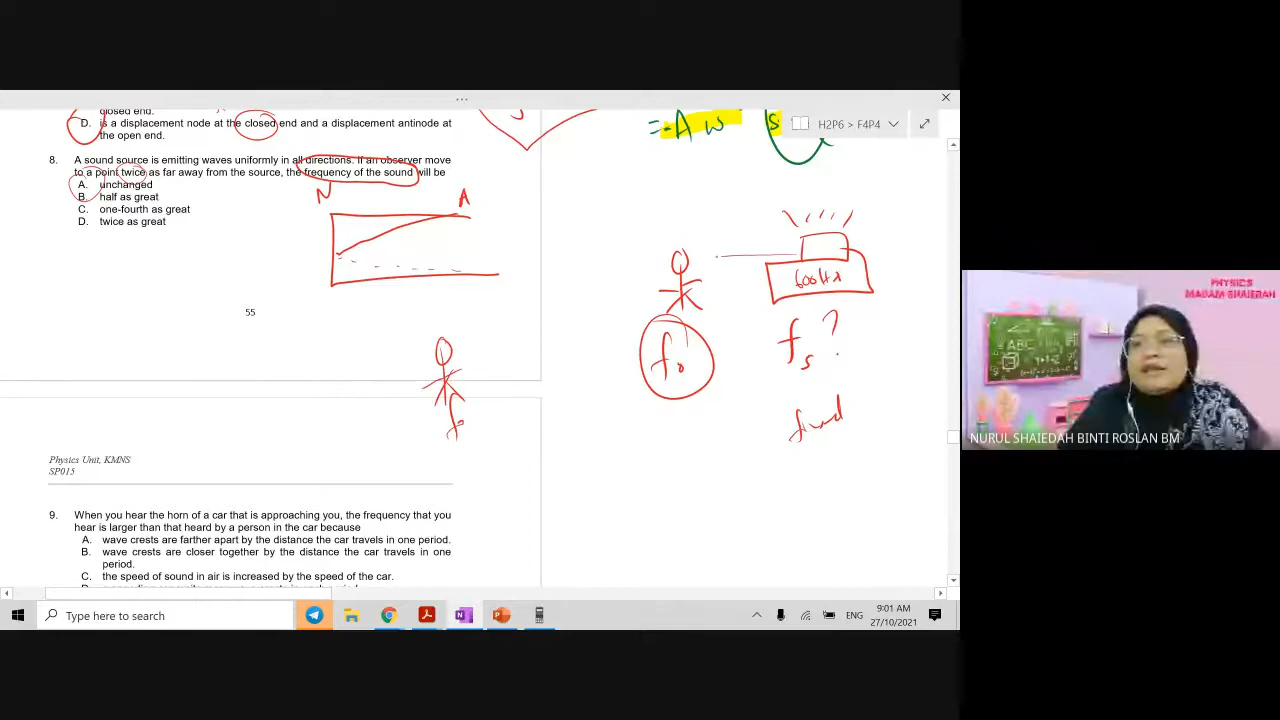 closed end.
D. is a displacement node at the closed end and a displacement antinode at
the open end.
8. A sound source is emitting waves uniformly in all directions. If an observer move
to a point twice as far away from the source, the frequency of the sound will be
A. unchanged
B. half as great
C. one-fourth as great
D. twice as great
N A
55
fo
Physics Unit, KMNS
SP015
9. When you hear the horn of a car that is approaching you, the frequency that you
hear is larger than that heard by a person in the car because
A. wave crests are farther apart by the distance the car travels in one period.
B. wave crests are closer together by the distance the car travels in one
period.
C. the speed of sound in air is increased by the speed of the car.
= -A ω
s
H2P6 > F4P4
600Hz
fo
fs ?
fixed
PHYSICS
MADAM SHAIEDAH
ABC
NURUL SHAIEDAH BINTI ROSLAN BM
Type here to search
ENG
9:01 AM
27/10/2021